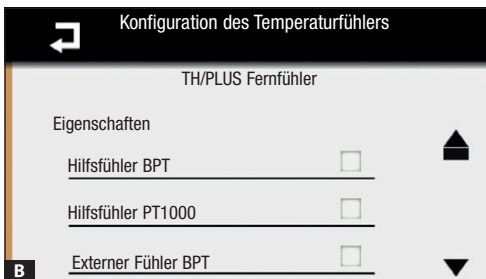 Konfiguration des Temperaturfühlers
TH/PLUS Fernfühler
Eigenschaften
Hilfsfühler BPT
Hilfsfühler PT1000
Externer Fühler BPT
B